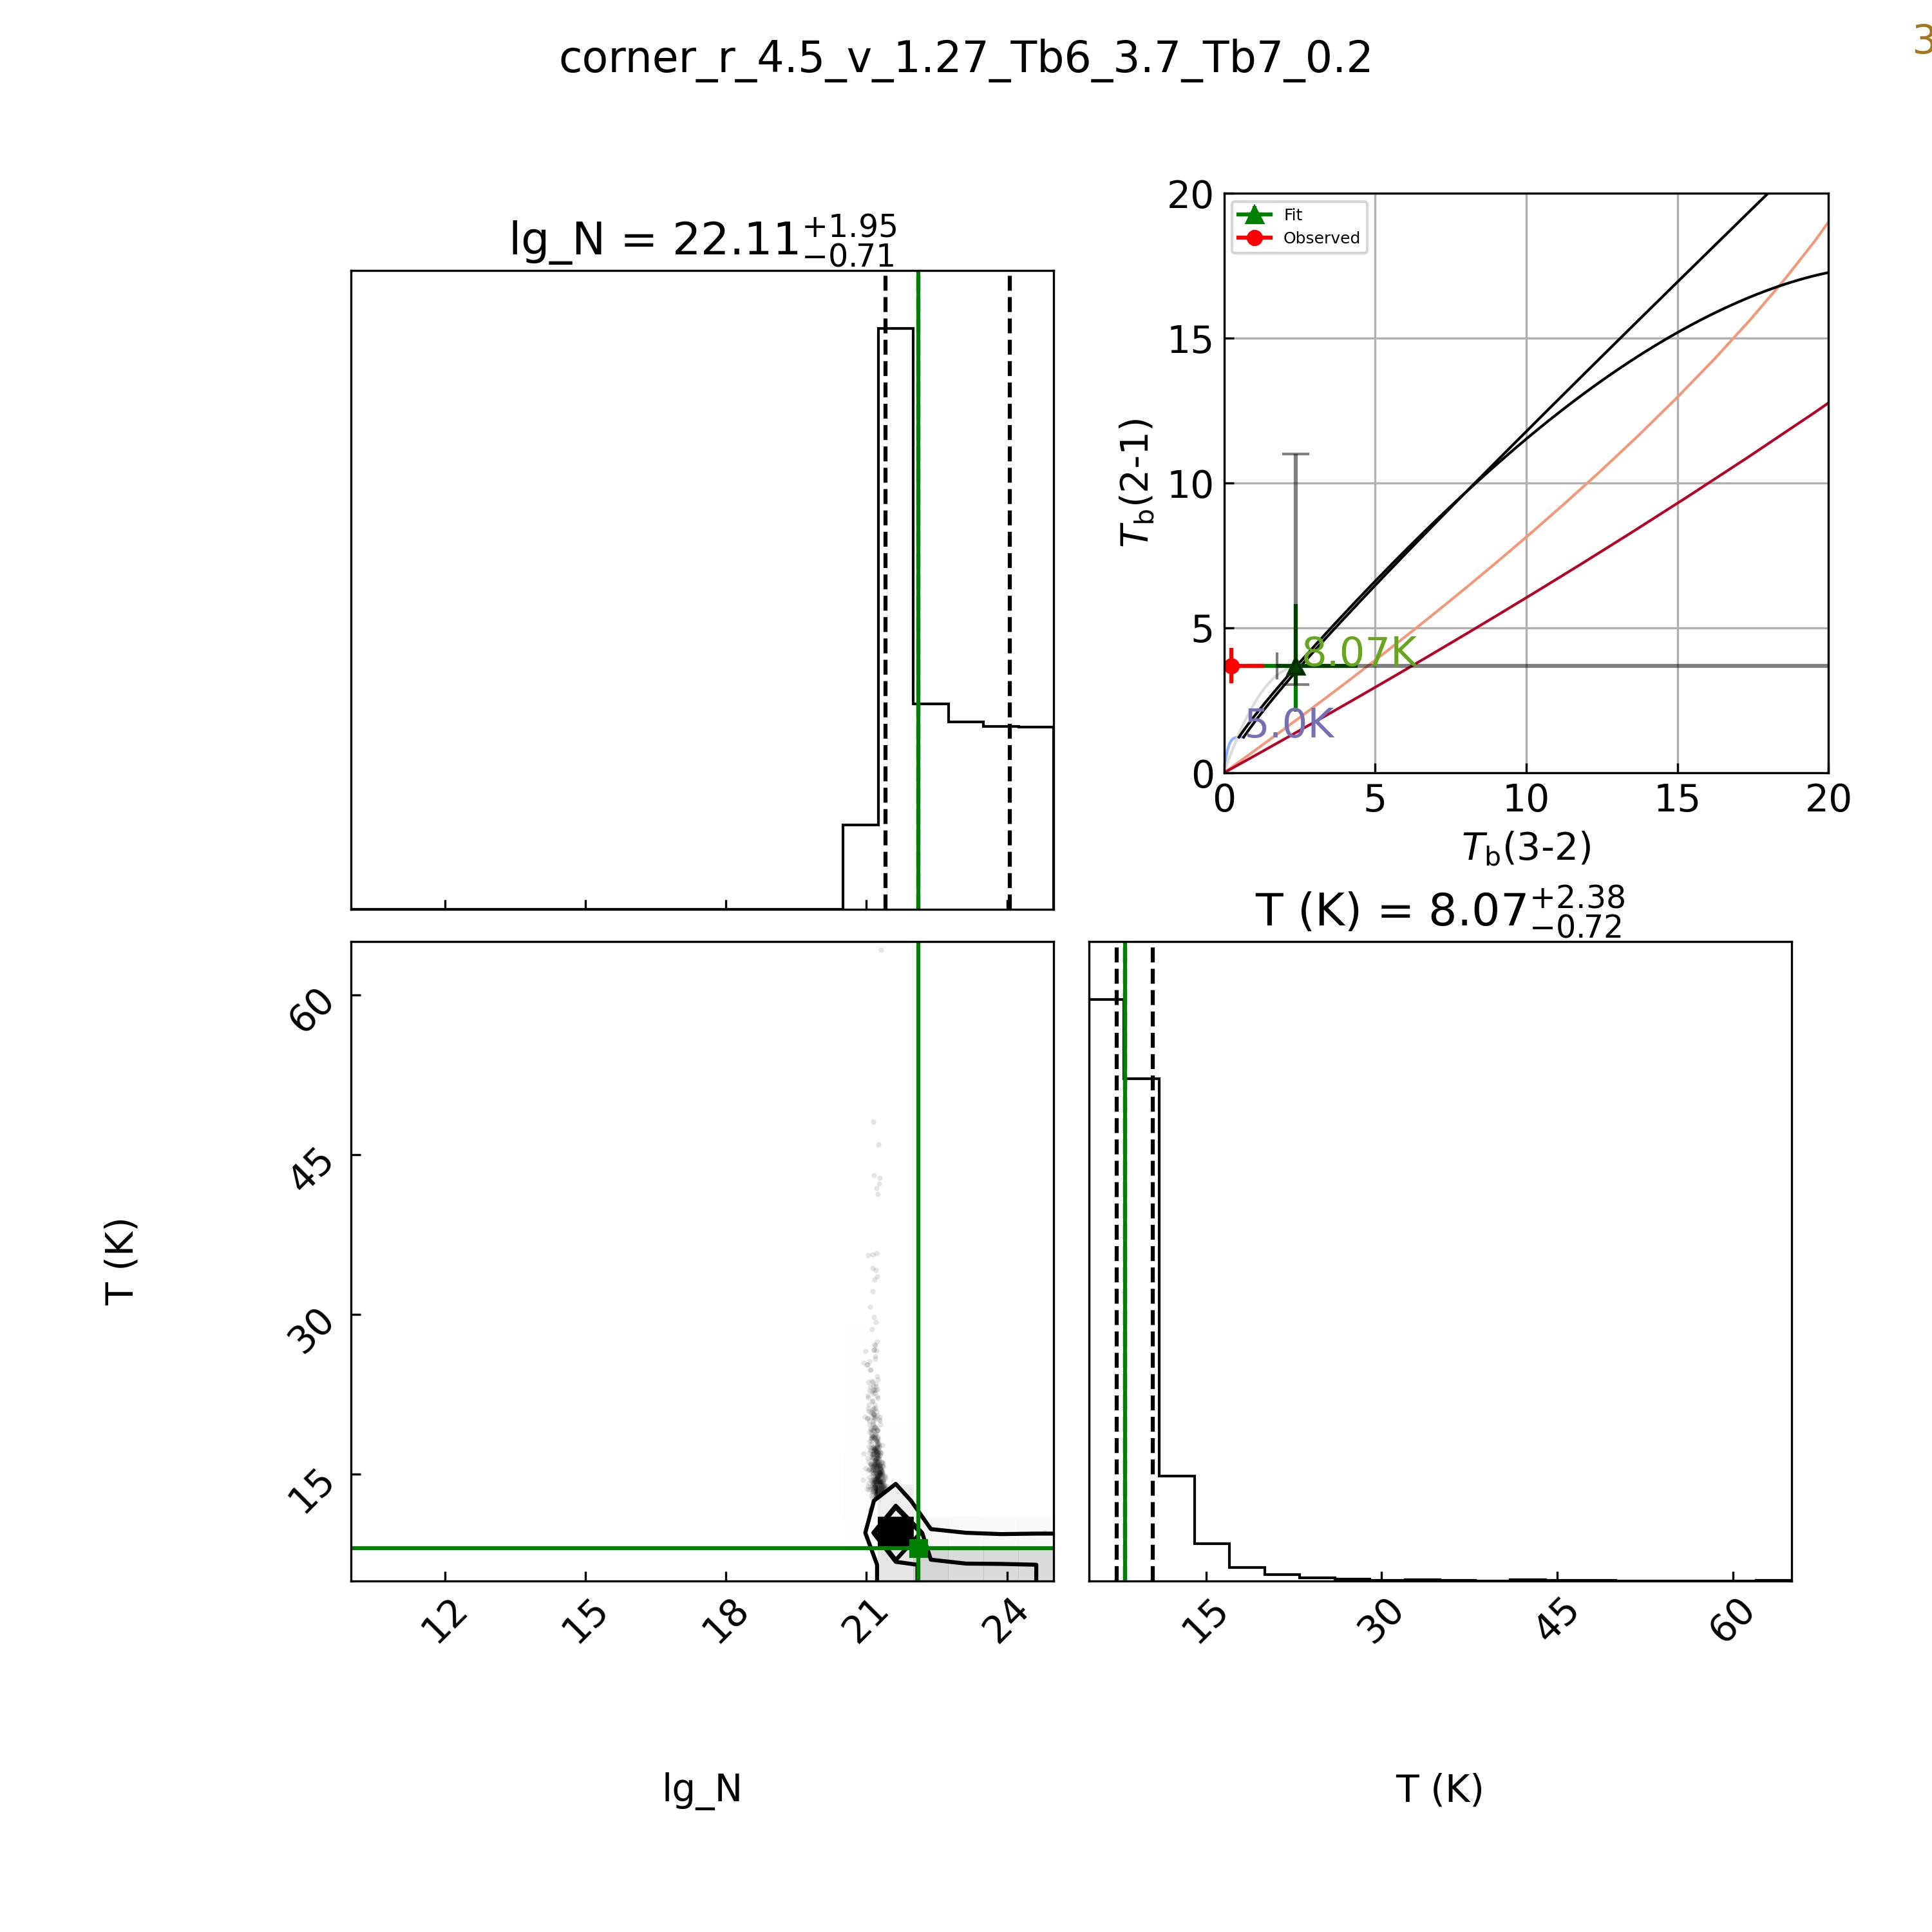 corner_r_4.5_v_1.27_Tb6_3.7_Tb7_0.2
3
lg_N = 22.11+1.95−0.71
Fit
Observed
20
15
10
5
0
Tb(2-1)
8.07K
5.0K
0 5 10 15 20
Tb(3-2)
T (K) = 8.07+2.38−0.72
60
45
30
15
T (K)
12 15 18 21 24
lg_N
15 30 45 60
T (K)